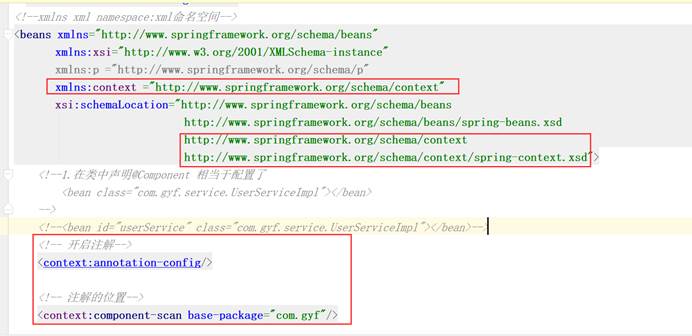 <!--xmlns xml namespace:xml命名空间-->
<beans xmlns="http://www.springframework.org/schema/beans"
xmlns:xsi="http://www.w3.org/2001/XMLSchema-instance"
xmlns:p ="http://www.springframework.org/schema/p"
xmlns:context ="http://www.springframework.org/schema/context"
xsi:schemaLocation="http://www.springframework.org/schema/beans
http://www.springframework.org/schema/beans/spring-beans.xsd
http://www.springframework.org/schema/context
http://www.springframework.org/schema/context/spring-context.xsd">
<!--1.在类中声明@Component 相当于配置了
<bean class="com.gyf.service.UserServiceImpl"></bean>
-->
<!--<bean id="userService" class="com.gyf.service.UserServiceImpl"></bean>-->
<!-- 开启注解-->
<context:annotation-config/>
<!-- 注解的位置-->
<context:component-scan base-package="com.gyf"/>